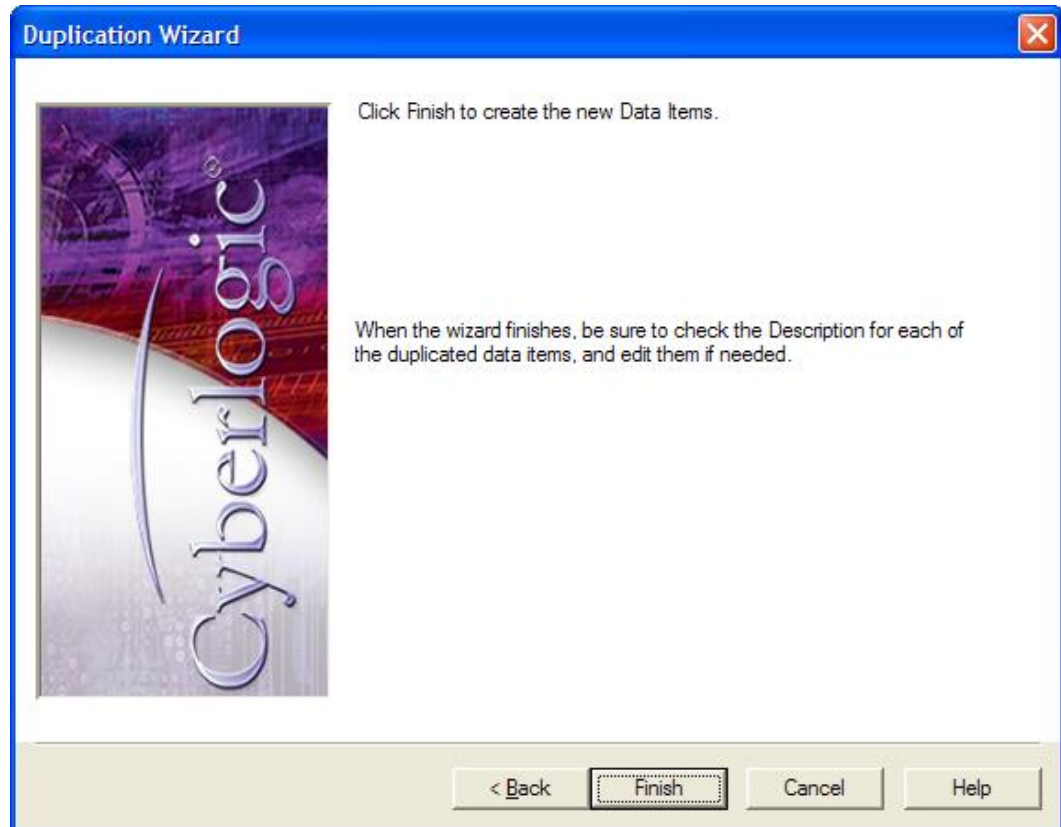 Duplication Wizard
Click Finish to create the new Data Items.
Cyberlogic®
When the wizard finishes, be sure to check the Description for each of
the duplicated data items, and edit them if needed.
< Back
Finish
Cancel
Help